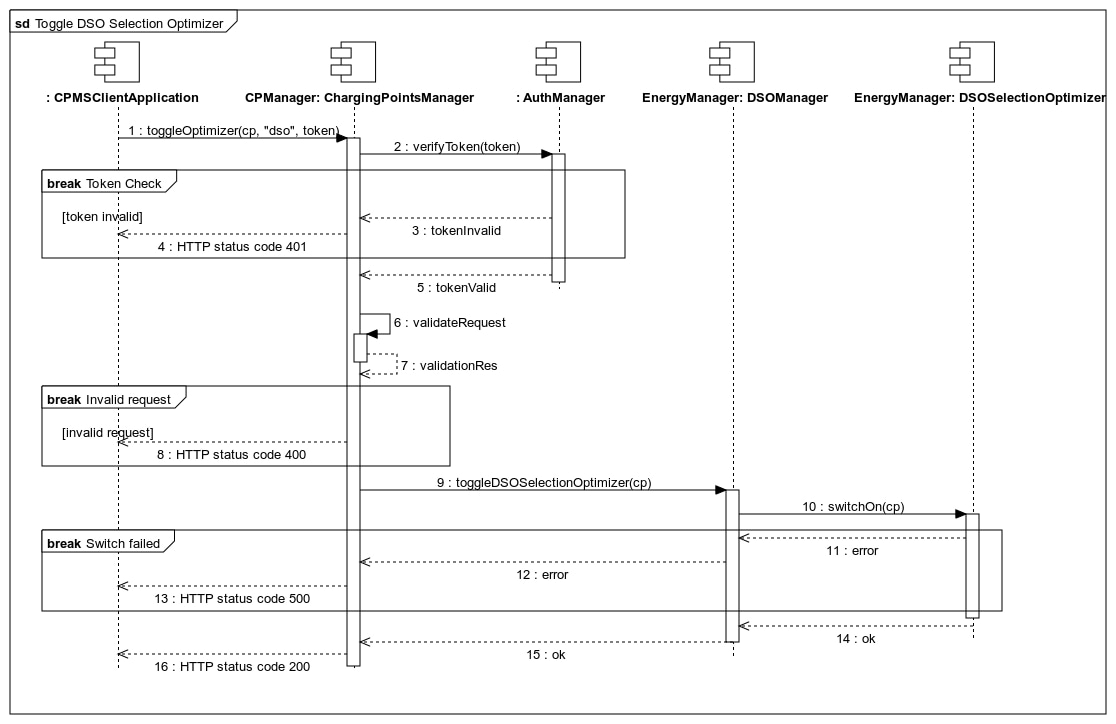 sd Toggle DSO Selection Optimizer
: CPMSClientApplication
CPManager: ChargingPointsManager
: AuthManager
EnergyManager: DSOManager
EnergyManager: DSOSelectionOptimizer
1 : toggleOptimizer(cp, "dso", token)
2 : verifyToken(token)
break Token Check
[token invalid]
3 : tokenInvalid
4 : HTTP status code 401
5 : tokenValid
6 : validateRequest
7 : validationRes
break Invalid request
[invalid request]
8 : HTTP status code 400
9 : toggleDSOSelectionOptimizer(cp)
10 : switchOn(cp)
break Switch failed
11 : error
12 : error
13 : HTTP status code 500
14 : ok
15 : ok
16 : HTTP status code 200